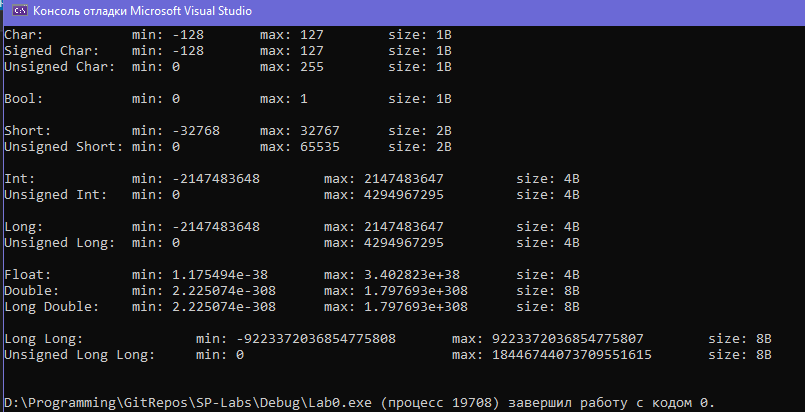 Консоль отладки Microsoft Visual Studio
Char: min: -128 max: 127 size: 1B
Signed Char: min: -128 max: 127 size: 1B
Unsigned Char: min: 0 max: 255 size: 1B
Bool: min: 0 max: 1 size: 1B
Short: min: -32768 max: 32767 size: 2B
Unsigned Short: min: 0 max: 65535 size: 2B
Int: min: -2147483648 max: 2147483647 size: 4B
Unsigned Int: min: 0 max: 4294967295 size: 4B
Long: min: -2147483648 max: 2147483647 size: 4B
Unsigned Long: min: 0 max: 4294967295 size: 4B
Float: min: 1.175494e-38 max: 3.402823e+38 size: 4B
Double: min: 2.225074e-308 max: 1.797693e+308 size: 8B
Long Double: min: 2.225074e-308 max: 1.797693e+308 size: 8B
Long Long: min: -9223372036854775808 max: 9223372036854775807 size: 8B
Unsigned Long Long: min: 0 max: 18446744073709551615 size: 8B
D:\Programming\GitRepos\SP-Labs\Debug\Lab0.exe (процесс 19708) завершил работу с кодом 0.